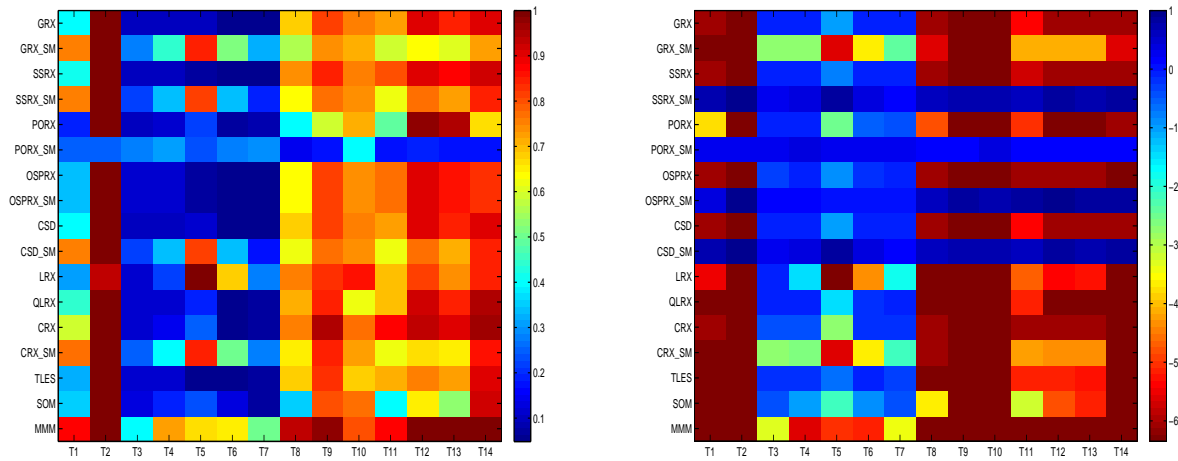 GRX
GRX_SM
SSRX
SSRX_SM
PORX
PORX_SM
OSPRX
OSPRX_SM
CSD
CSD_SM
LRX
QLRX
CRX
CRX_SM
TLES
SOM
MMM
T1 T2 T3 T4 T5 T6 T7 T8 T9 T10 T11 T12 T13 T14
1
0.9
0.8
0.7
0.6
0.5
0.4
0.3
0.2
0.1
GRX
GRX_SM
SSRX
SSRX_SM
PORX
PORX_SM
OSPRX
OSPRX_SM
CSD
CSD_SM
LRX
QLRX
CRX
CRX_SM
TLES
SOM
MMM
T1 T2 T3 T4 T5 T6 T7 T8 T9 T10 T11 T12 T13 T14
1
0
−1
−2
−3
−4
−5
−6